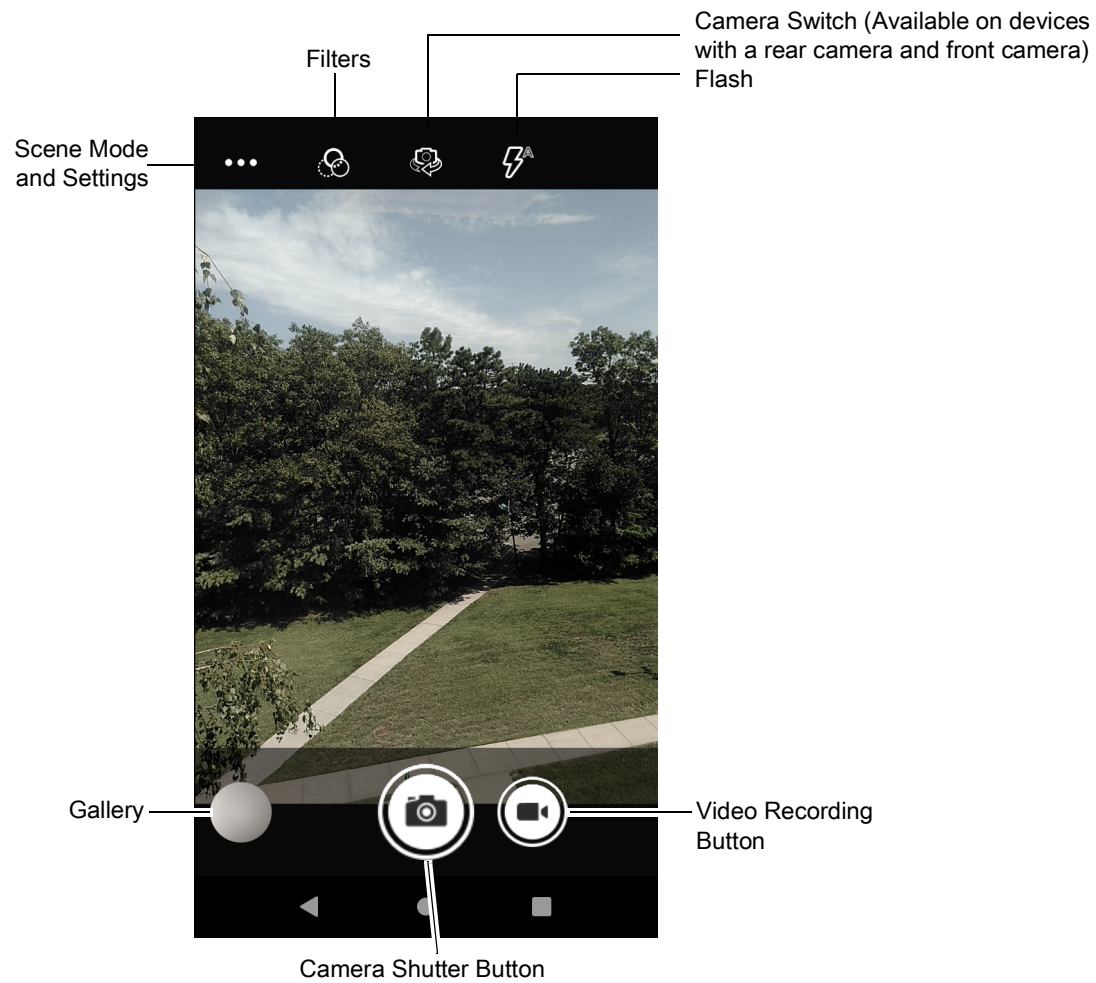 Camera Switch (Available on devices
with a rear camera and front camera)
Flash
Filters
Scene Mode
and Settings
A
Gallery
Video Recording
Button
Camera Shutter Button